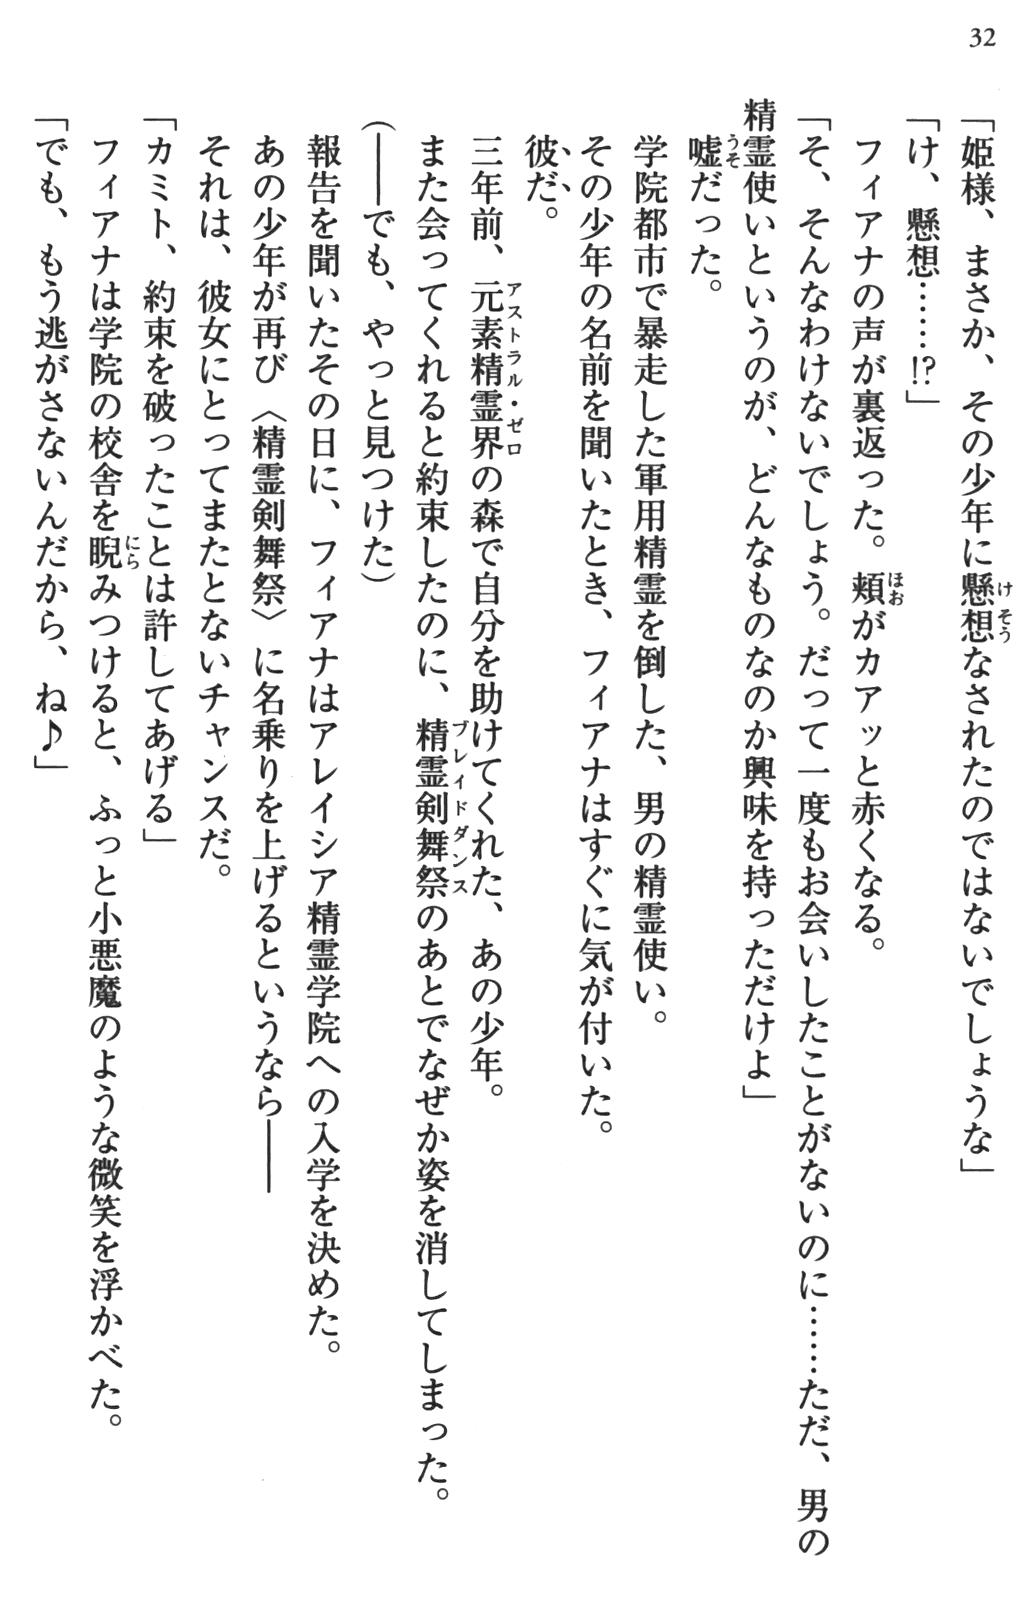 32
「姫様、まさか、その少年に懸想なされたのではないでしょうな」
「け、懸想……!?」
フィアナの声が裏返った。頬がカアッと赤くなる。
「そ、そんなわけないでしょう。だって一度もお会いしたことがないのに……ただ、男の
精霊使いというのが、どんなものなのか興味を持っただけよ」
嘘だった。
学院都市で暴走した軍用精霊を倒した、男の精霊使い。
その少年の名前を聞いたとき、フィアナはすぐに気が付いた。
彼だ。
三年前、元素精霊界の森で自分を助けてくれた、あの少年。
また会ってくれると約束したのに、精霊剣舞祭のあとでなぜか姿を消してしまった。
(――でも、やっと見つけた)
報告を聞いたその日に、フィアナはアレイシア精霊学院への入学を決めた。
あの少年が再び〈精霊剣舞祭〉に名乗りを上げるというなら――
それは、彼女にとってまたとないチャンスだ。
「カミト、約束を破ったことは許してあげる」
フィアナは学院の校舎を睨みつけると、ふっと小悪魔のような微笑を浮かべた。
「でも、もう逃がさないんだから、ね♪」